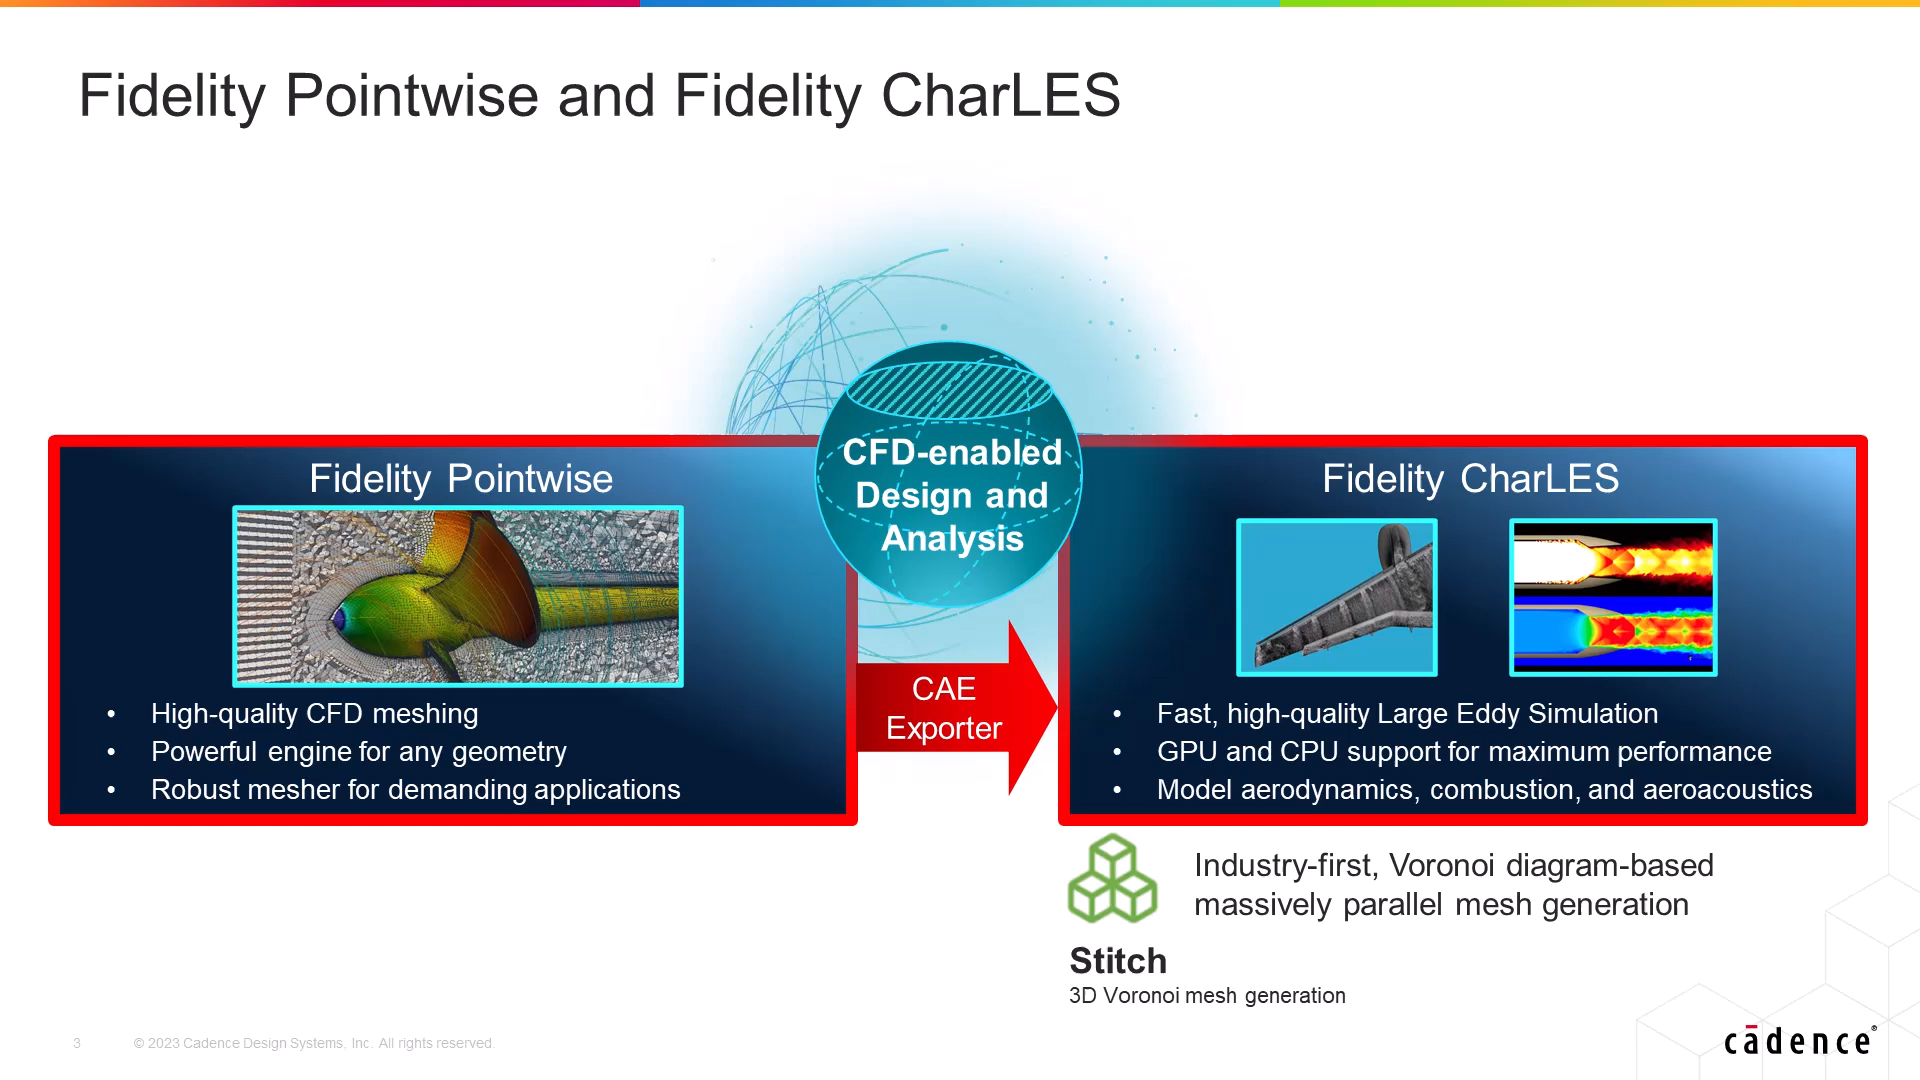 Fidelity Pointwise and Fidelity CharLES
CFD-enabled
Design and
Analysis
Fidelity Pointwise
• High-quality CFD meshing
• Powerful engine for any geometry
• Robust mesher for demanding applications
CAE
Exporter
Fidelity CharLES
• Fast, high-quality Large Eddy Simulation
• GPU and CPU support for maximum performance
• Model aerodynamics, combustion, and aeroacoustics
Industry-first, Voronoi diagram-based
massively parallel mesh generation
Stitch
3D Voronoi mesh generation
3 © 2023 Cadence Design Systems, Inc. All rights reserved.
cādence®